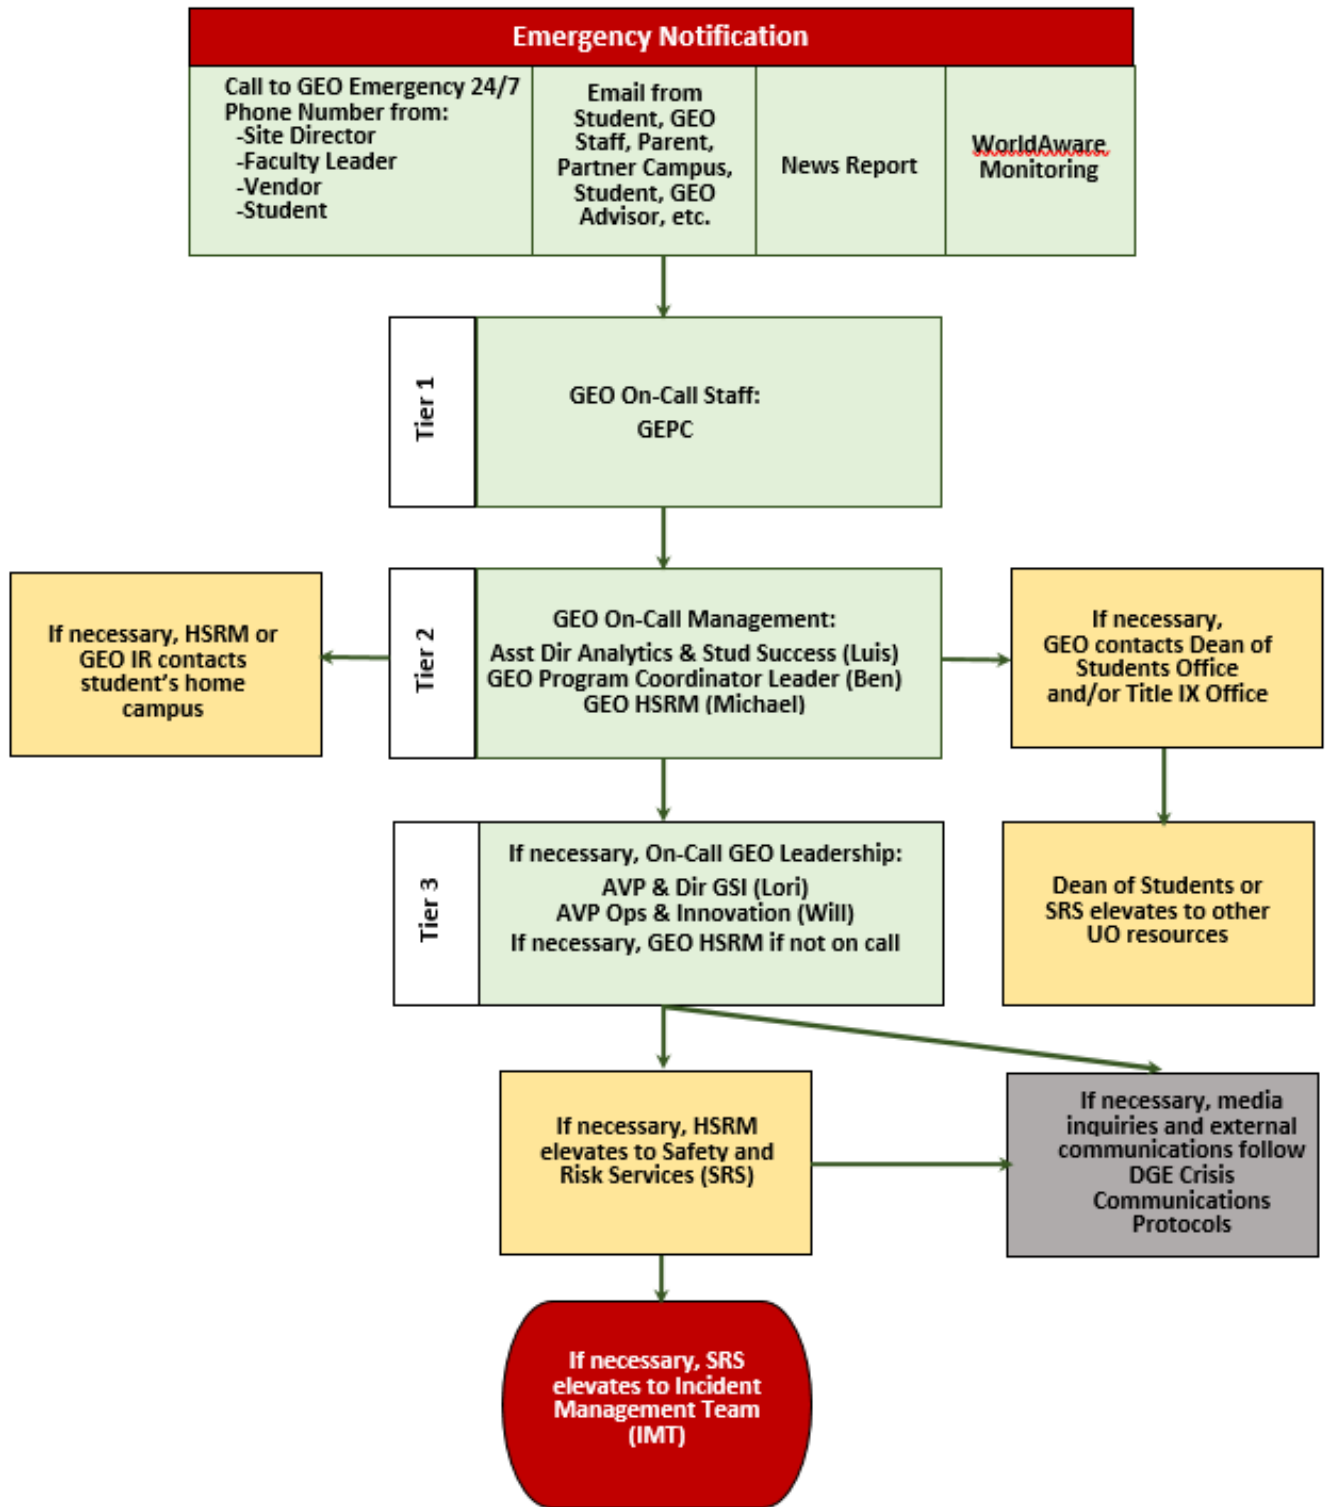 Emergency Notification
Call to GEO Emergency 24/7
Phone Number from:
-Site Director
-Faculty Leader
-Vendor
-Student
Email from
Student, GEO
Staff, Parent,
Partner Campus,
Student, GEO
Advisor, etc.
News Report
WorldAware
Monitoring
Tier 1
GEO On-Call Staff:
GEPC
If necessary, HSRM or
GEO IR contacts
student's home
campus
Tier 2
GEO On-Call Management:
Asst Dir Analytics & Stud Success (Luis)
GEO Program Coordinator Leader (Ben)
GEO HSRM (Michael)
If necessary,
GEO contacts Dean of
Students Office
and/or Title IX Office
Tier 3
If necessary, On-Call GEO Leadership:
AVP & Dir GSI (Lori)
AVP Ops & Innovation (Will)
If necessary, GEO HSRM if not on call
Dean of Students or
SRS elevates to other
UO resources
If necessary, HSRM
elevates to Safety and
Risk Services (SRS)
If necessary, media
inquiries and external
communications follow
DGE Crisis
Communications
Protocols
If necessary, SRS
elevates to Incident
Management Team
(IMT)